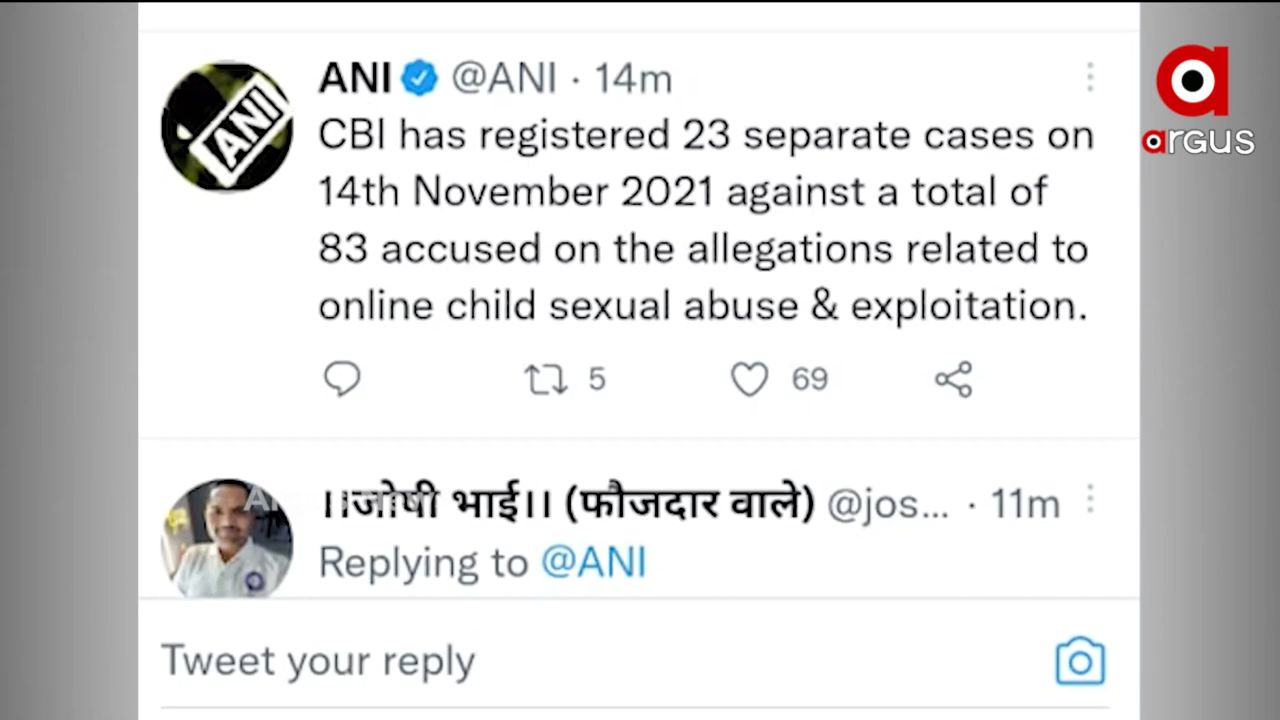 ANI @ANI · 14m
CBI has registered 23 separate cases on
14th November 2021 against a total of
83 accused on the allegations related to
online child sexual abuse & exploitation.
5 69
।।जोषी भाई।। (फौजदार वाले) @jos... · 11m
Replying to @ANI
Tweet your reply
ANI
argus